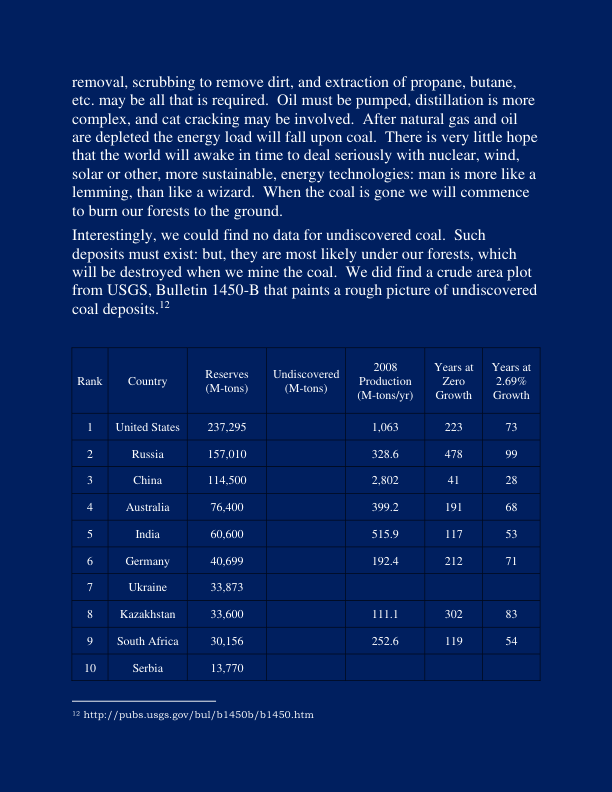 removal, scrubbing to remove dirt, and extraction of propane, butane,
etc. may be all that is required.  Oil must be pumped, distillation is more
complex, and cat cracking may be involved.  After natural gas and oil
are depleted the energy load will fall upon coal.  There is very little hope
that the world will awake in time to deal seriously with nuclear, wind,
solar or other, more sustainable, energy technologies: man is more like a
lemming, than like a wizard.  When the coal is gone we will commence
to burn our forests to the ground.
Interestingly, we could find no data for undiscovered coal.  Such
deposits must exist: but, they are most likely under our forests, which
will be destroyed when we mine the coal.  We did find a crude area plot
from USGS, Bulletin 1450-B that paints a rough picture of undiscovered
coal deposits.12
Rank Country Reserves (M-tons) Undiscovered (M-tons) 2008 Production (M-tons/yr) Years at Zero Growth Years at 2.69% Growth
1 United States 237,295 1,063 223 73
2 Russia 157,010 328.6 478 99
3 China 114,500 2,802 41 28
4 Australia 76,400 399.2 191 68
5 India 60,600 515.9 117 53
6 Germany 40,699 192.4 212 71
7 Ukraine 33,873
8 Kazakhstan 33,600 111.1 302 83
9 South Africa 30,156 252.6 119 54
10 Serbia 13,770
12 http://pubs.usgs.gov/bul/b1450b/b1450.htm